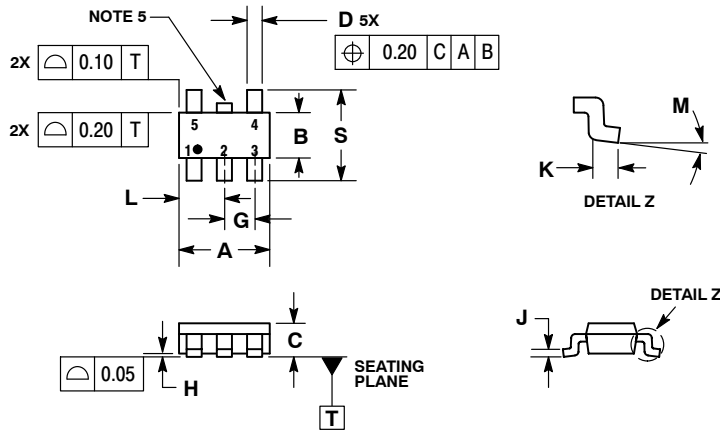 NOTE 5
D 5X
⌖ 0.20 C A B
2X ⌓ 0.10 T
2X ⌓ 0.20 T
5 4
1 2 3
B
S
L
G
A
M
K
DETAIL Z
C
⌓ 0.05
H
SEATING
PLANE
T
J
DETAIL Z